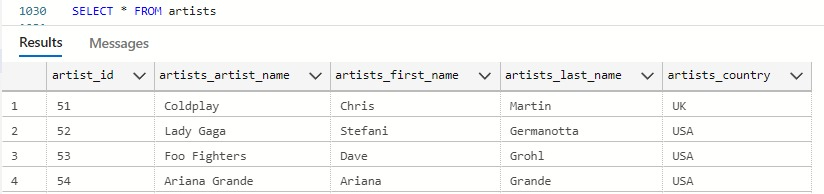 1030 SELECT * FROM artists
Results Messages
artist_id artists_artist_name artists_first_name artists_last_name artists_country
1 51 Coldplay Chris Martin UK
2 52 Lady Gaga Stefani Germanotta USA
3 53 Foo Fighters Dave Grohl USA
4 54 Ariana Grande Ariana Grande USA